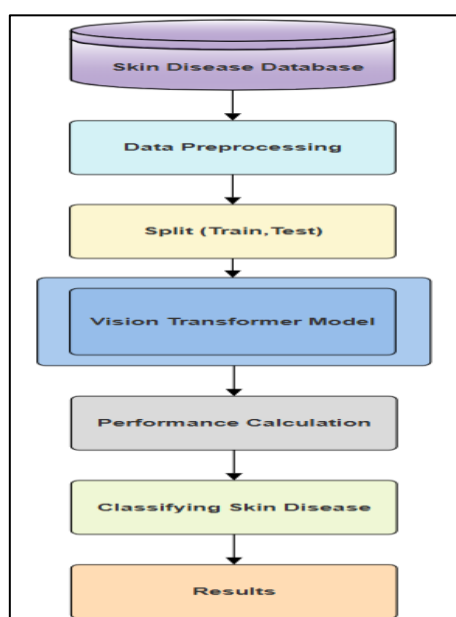 Skin Disease Database
Data Preprocessing
Split (Train,Test)
Vision Transformer Model
Performance Calculation
Classifying Skin Disease
Results